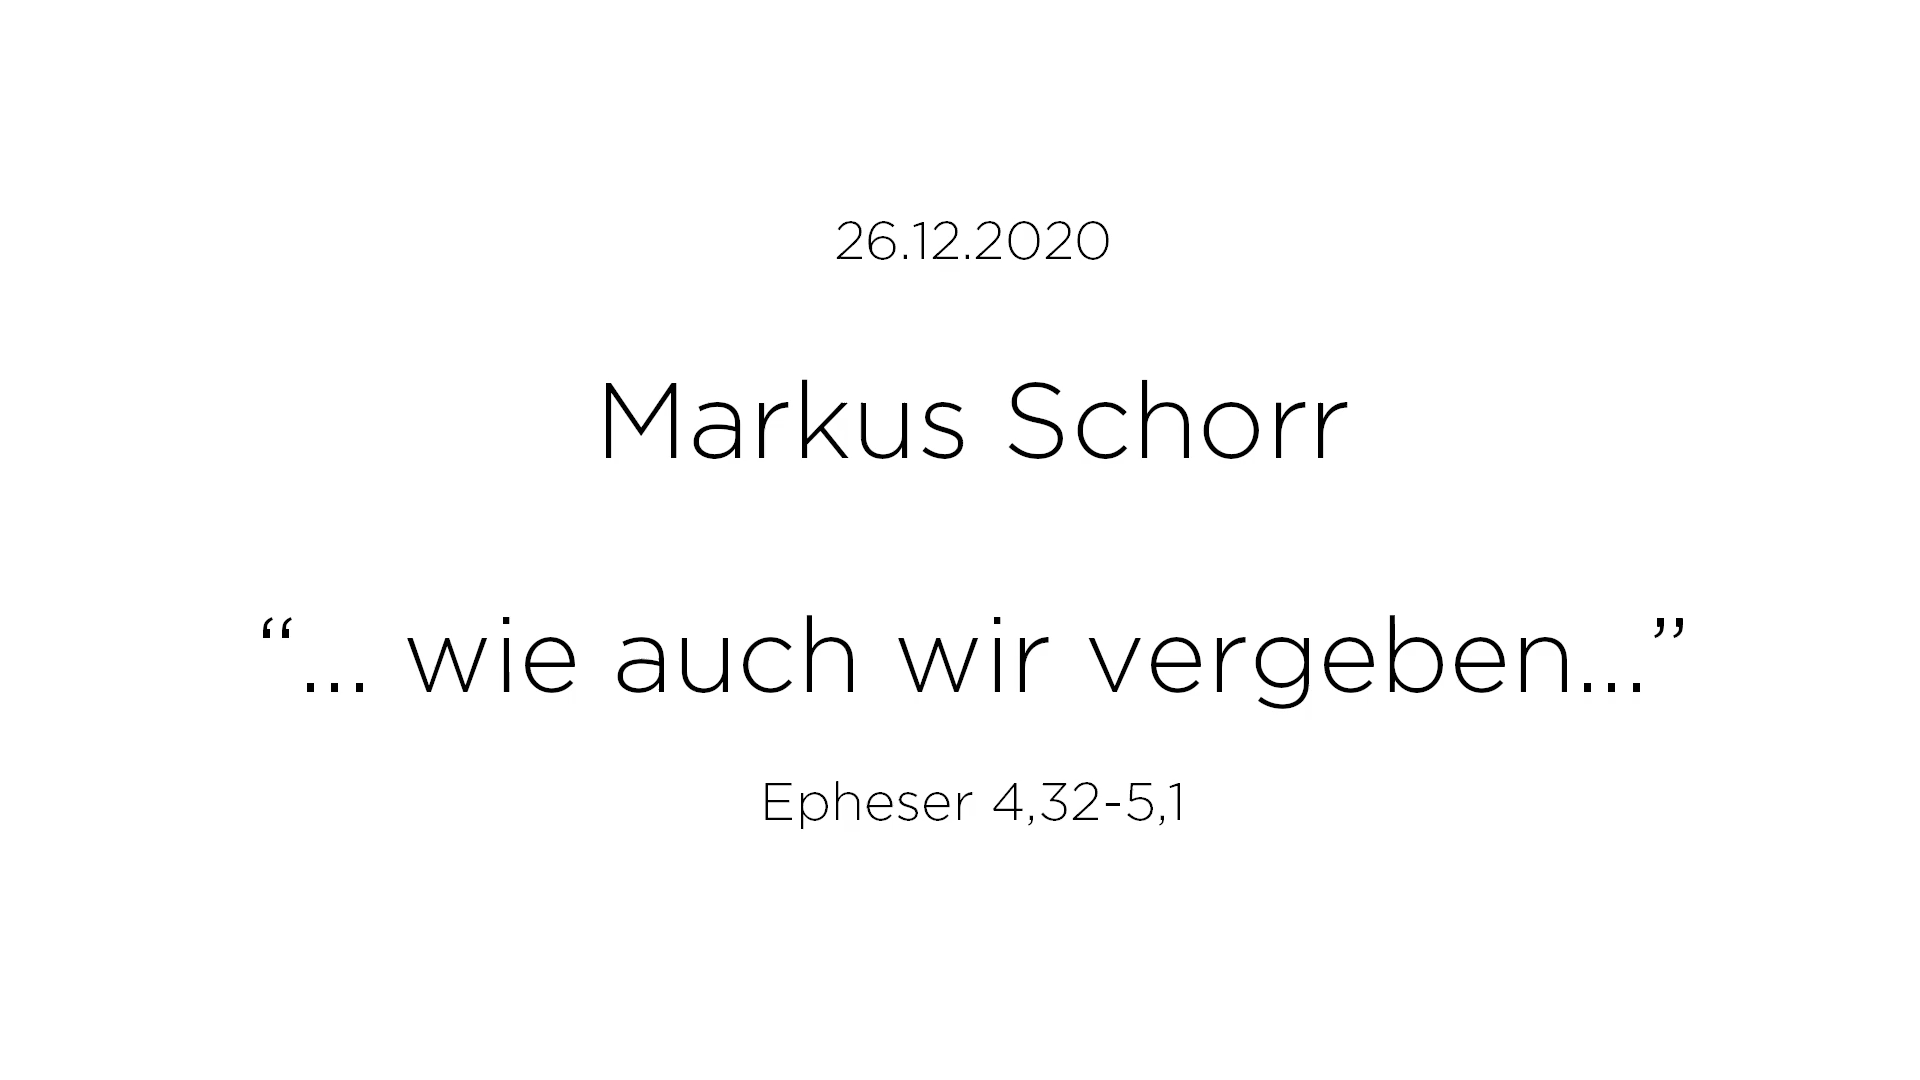 26.12.2020
Markus Schorr
“... wie auch wir vergeben...”
Epheser 4,32-5,1